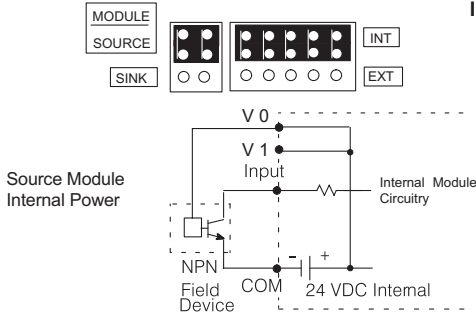 I
MODULE
SOURCE
INT
SINK
EXT
V 0
V 1
Input
Source Module
Internal Power
Internal Module
Circuitry
- +
NPN
COM
24 VDC Internal
Field
Device